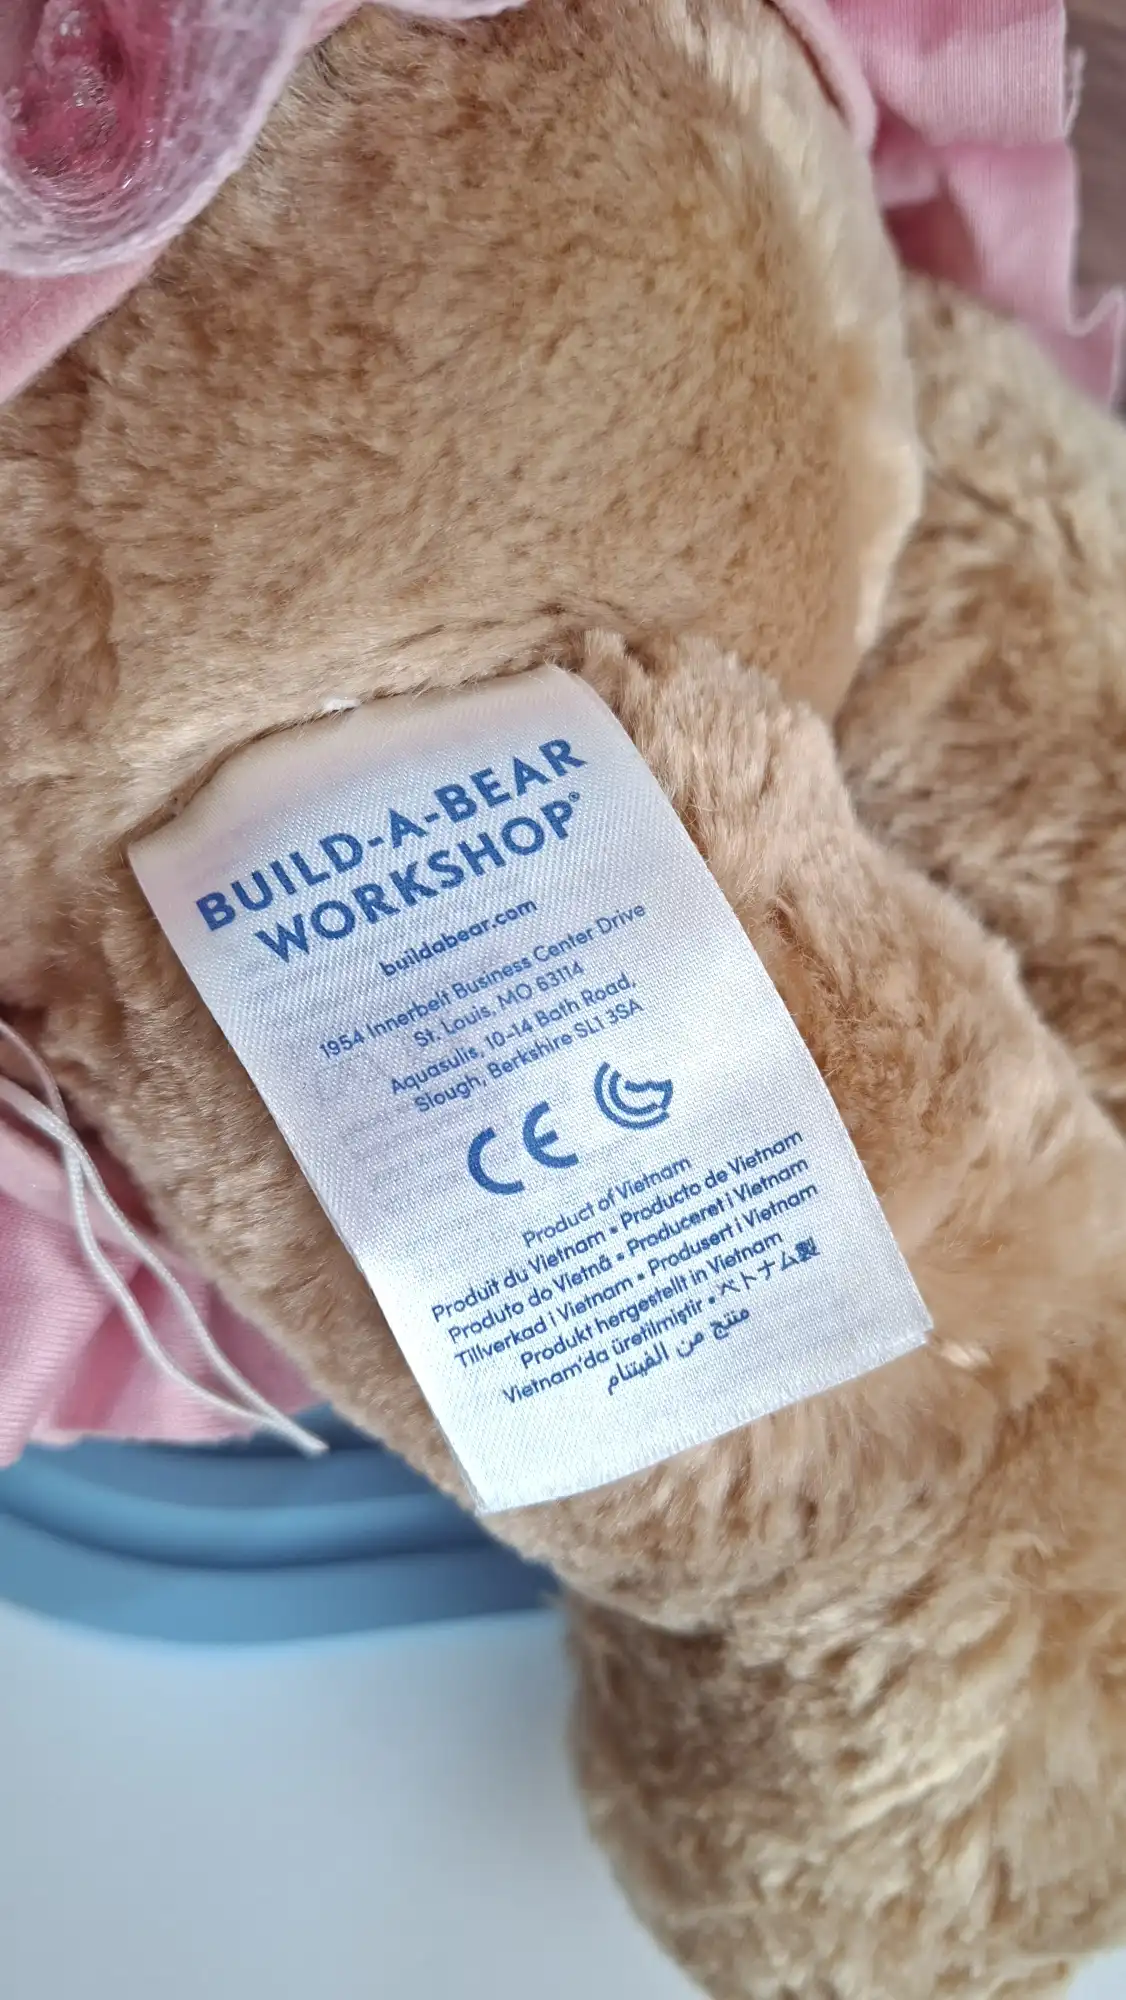 BUILD-A-BEAR
WORKSHOP®
buildabear.com
1954 Innerbelt Business Center Drive
St. Louis, MO 63114
Aquasulis, 10-14 Bath Road,
Slough, Berkshire SL1 3SA
CE
Product of Vietnam
Produit du Vietnam • Producto de Vietnam
Produto do Vietnã • Produceret i Vietnam
Tillverkad i Vietnam • Produsert i Vietnam
Produkt hergestellt in Vietnam
Vietnam'da üretilmiştir • ベトナム製
منتج من الفيتنام